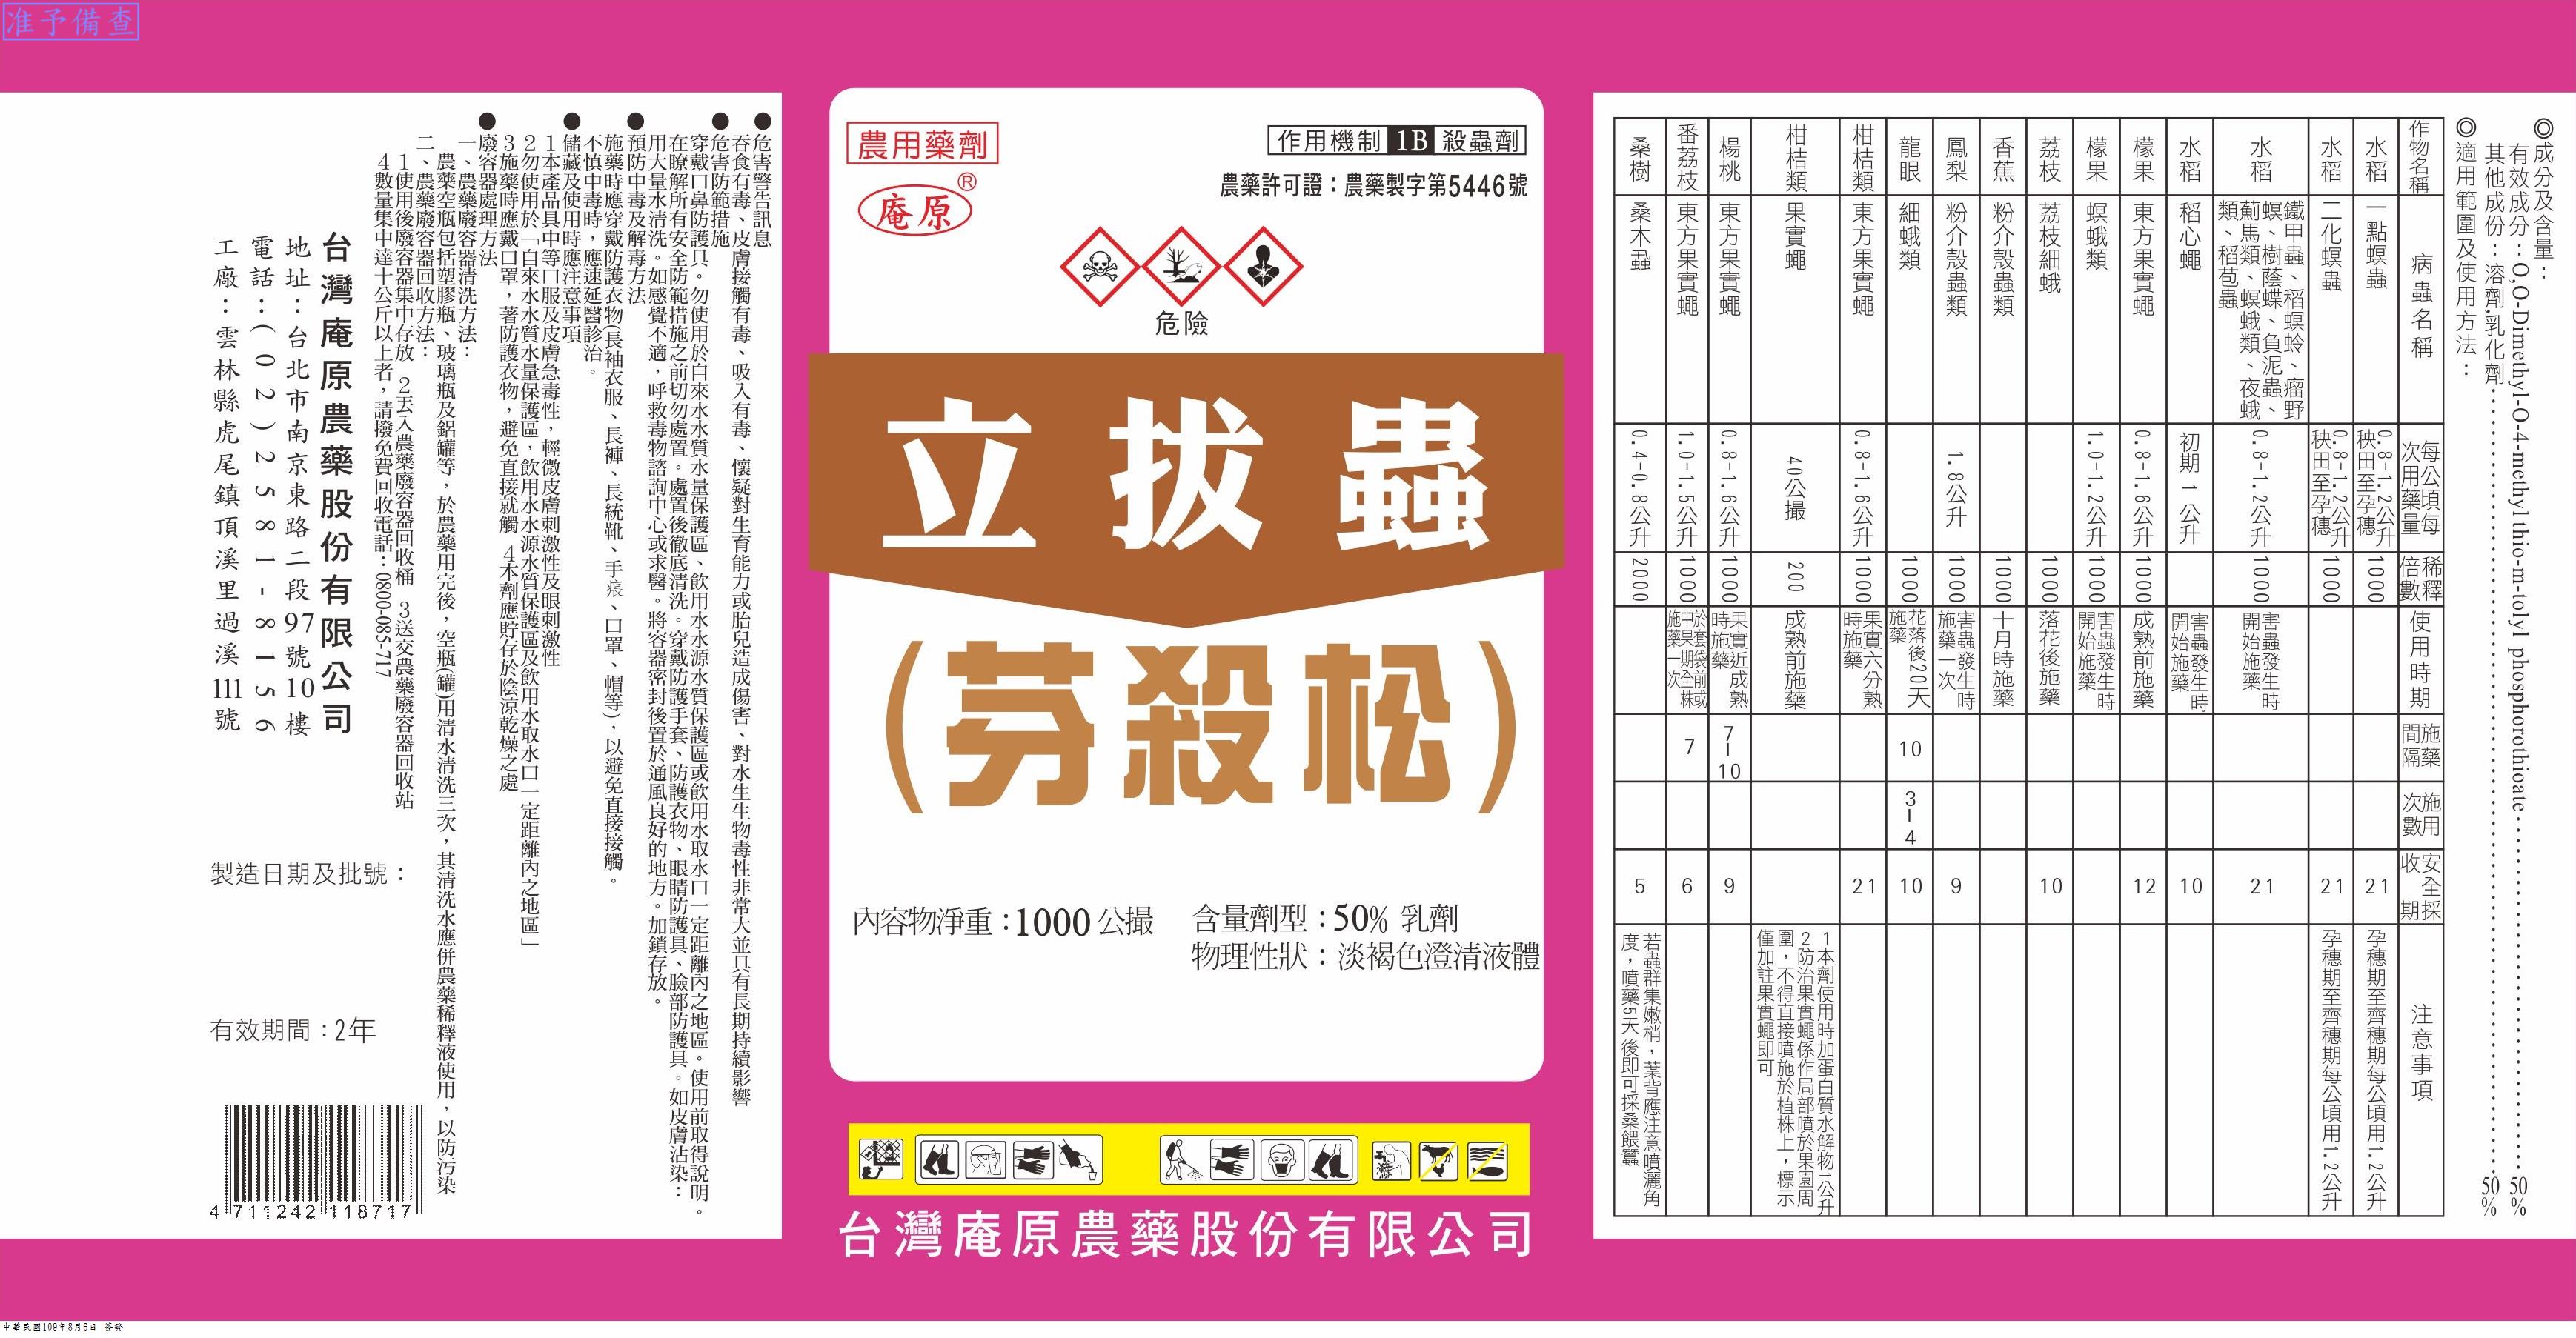 准予備查
◎成分及含量：
有效成分：O,O-Dimethyl-O-4-methyl thio-m-tolyl phosphorothioate 50%
其他成份：溶劑,乳化劑 50%
◎適用範圍及使用方法：
作物名稱 病蟲名稱 每公頃每次用藥量 稀釋倍數 使用時期 施藥間隔 施用次數 安全採收期 注意事項
水稻 一點螟蟲 0.8-1.2公升 秧田至孕穗 1000 21 孕穗期至齊穗期每公頃用1.2公升
水稻 二化螟蟲 0.8-1.2公升 秧田至孕穗 1000 21 孕穗期至齊穗期每公頃用1.2公升
水稻 鐵甲蟲、稻螟蛉、瘤野螟、樹蔭蝶、負泥蟲、薊馬類、螟蛾類、夜蛾類、稻苞蟲 0.8-1.2公升 1000 害蟲發生時開始施藥 21
水稻 稻心蠅 初期 1 公升 害蟲發生時開始施藥 10
檬果 東方果實蠅 0.8-1.6公升 1000 成熟前施藥 12
檬果 螟蛾類 1.0-1.2公升 1000 害蟲發生時開始施藥
荔枝 荔枝細蛾 1000 落花後施藥 10
香蕉 粉介殼蟲類 1000 十月時施藥
鳳梨 粉介殼蟲類 1.8公升 1000 害蟲發生時施藥一次 9
龍眼 細蛾類 1000 花落後20天施藥 10 3-4 10
柑桔類 東方果實蠅 0.8-1.6公升 1000 果實六分熟時施藥 21
柑桔類 果實蠅 40公撮 200 成熟前施藥 1本劑使用時加蛋白質水解物1公升 2防治果實蠅係作局部噴於果園周圍，不得直接噴施於植株上，標示僅加註果實蠅即可
楊桃 東方果實蠅 0.8-1.6公升 1000 果實近成熟時施藥 7-10 9
番荔枝 東方果實蠅 1.0-1.5公升 1000 於套袋前或中果期全株施藥一次 7 6
桑樹 桑木蝨 0.4-0.8公升 2000 5 若蟲群集嫩梢，葉背應注意噴灑角度，噴藥5天後即可採桑餵蠶
農用藥劑
庵原®
作用機制 1B 殺蟲劑
農藥許可證：農藥製字第5446號
危險
立拔蟲
(芬殺松)
內容物淨重：1000 公撮
含量劑型：50% 乳劑
物理性狀：淡褐色澄清液體
台灣庵原農藥股份有限公司
●危害警告訊息
吞食有毒、皮膚接觸有毒、吸入有毒、懷疑對生育能力或胎兒造成傷害、對水生生物毒性非常大並具有長期持續影響
●危害防範措施
穿戴口鼻防護具。勿使用於自來水水質水量保護區、飲用水水源水質保護區或飲用水取水口一定距離內之地區。使用前取得說明。
在瞭解所有安全防範措施之前切勿處置。處置後徹底清洗。穿戴防護手套、防護衣物、眼睛防護具、臉部防護具。如皮膚沾染：
用大量水清洗。如感覺不適，呼救毒物諮詢中心或求醫。將容器密封後置於通風良好的地方。加鎖存放。
●預防中毒及解毒方法
施藥時應穿戴防護衣物(長袖衣服、長褲、長統靴、手痕、口罩、帽等)，以避免直接接觸。
不慎中毒時，應速延醫診治。
●儲藏及使用時應注意事項
1本產品具中等口服及皮膚急毒性，輕微皮膚刺激性及眼刺激性
2勿使用於「自來水水質水量保護區，飲用水水源水質保護區及飲用水取水口一定距離內之地區」
3施藥時應戴口罩，著防護衣物，避免直接就觸 4本劑應貯存於陰涼乾燥之處
●廢容器處理方法
一、農藥廢容器清洗方法：
農藥空瓶包括塑膠瓶、玻璃瓶及鋁罐等，於農藥用完後，空瓶(罐)用清水清洗三次，其清洗水應併農藥稀釋液使用，以防污染
二、農藥廢容器回收方法：
1使用後廢容器集中存放 2丟入農藥廢容器回收桶 3送交農藥廢容器回收站
4數量集中達十公斤以上者，請撥免費回收電話：0800-085-717
台灣庵原農藥股份有限公司
地址：台北市南京東路二段97號10樓
電話：(02)2581-8156
工廠：雲林縣虎尾鎮頂溪里過溪111號
製造日期及批號：
有效期間：2年
4 711242 118717
中華民國109年8月6日 簽發